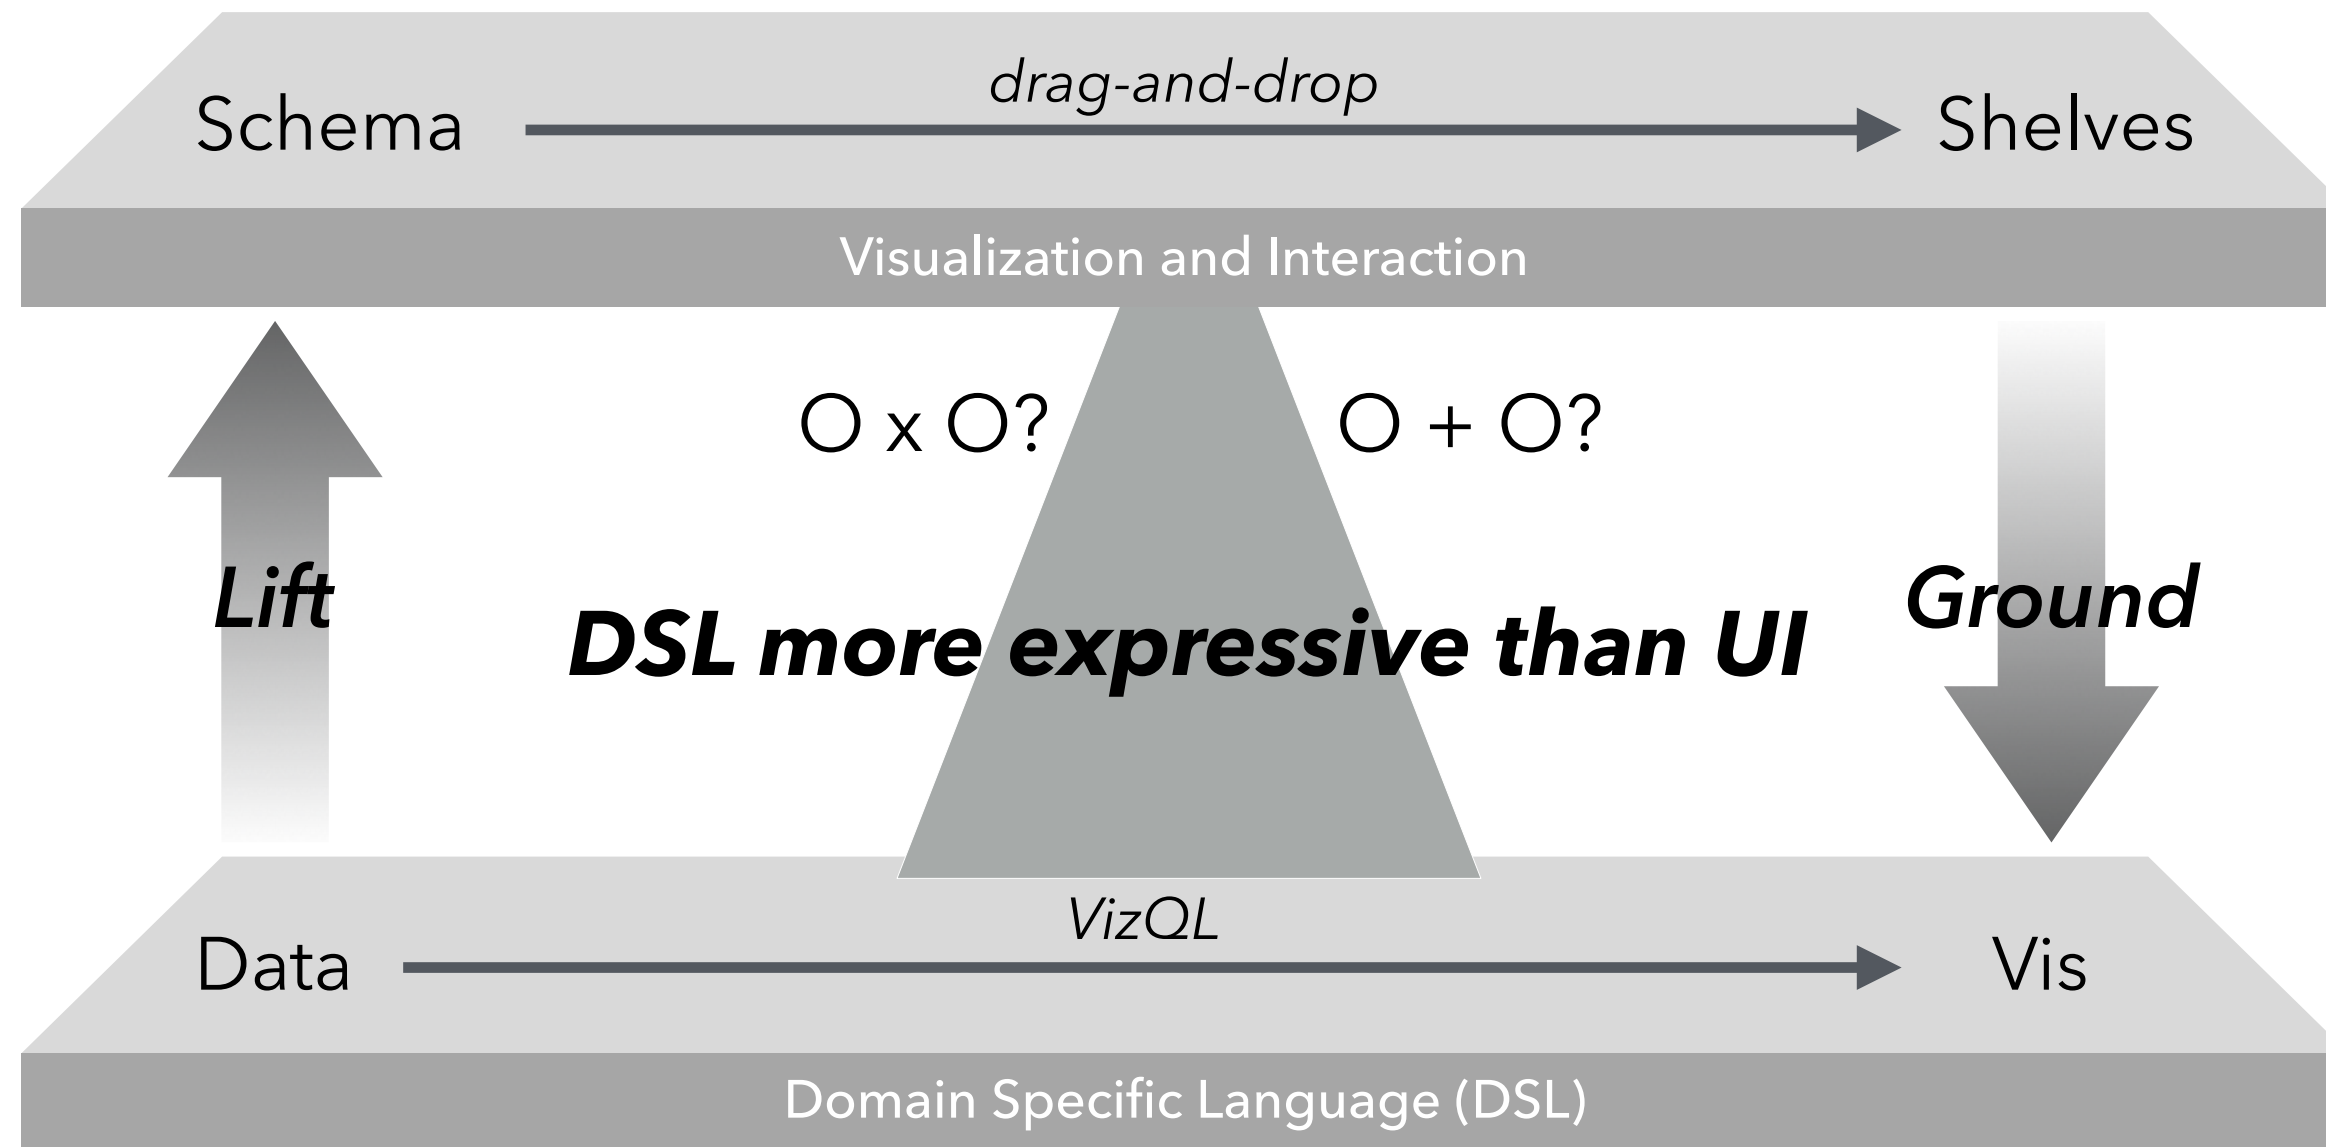 drag-and-drop
Schema
Shelves
Visualization and Interaction
O x O?
O + O?
Lift
Ground
DSL more expressive than UI
VizQL
Data
Vis
Domain Specific Language (DSL)